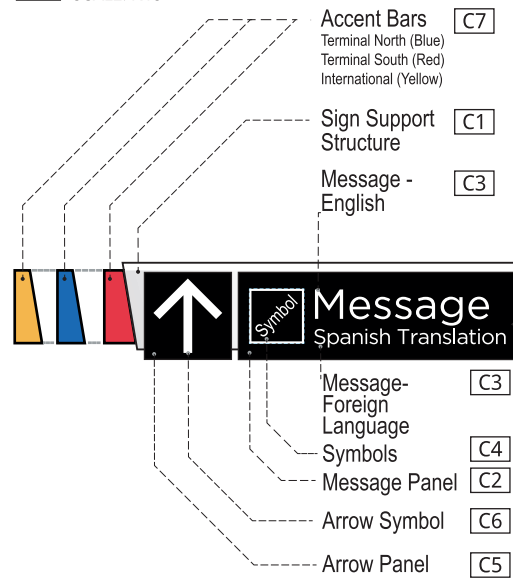 Accent Bars C7
Terminal North (Blue)
Terminal South (Red)
International (Yellow)
Sign Support C1
Structure
Message - C3
English
Symbol
Message
Spanish Translation
Message- C3
Foreign
Language
Symbols C4
Message Panel C2
Arrow Symbol C6
Arrow Panel C5